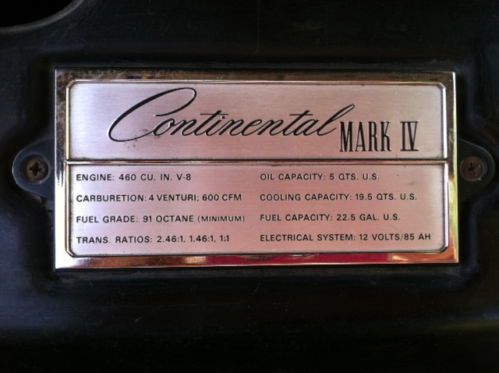 Continental MARK IV
ENGINE: 460 CU. IN. V-8 OIL CAPACITY: 5 QTS. U.S.
CARBURETION: 4 VENTURI; 600 CFM COOLING CAPACITY: 19.5 QTS. U.S.
FUEL GRADE: 91 OCTANE (MINIMUM) FUEL CAPACITY: 22.5 GAL. U.S.
TRANS. RATIOS: 2.46:1, 1.46:1, 1:1 ELECTRICAL SYSTEM: 12 VOLTS/85 AH